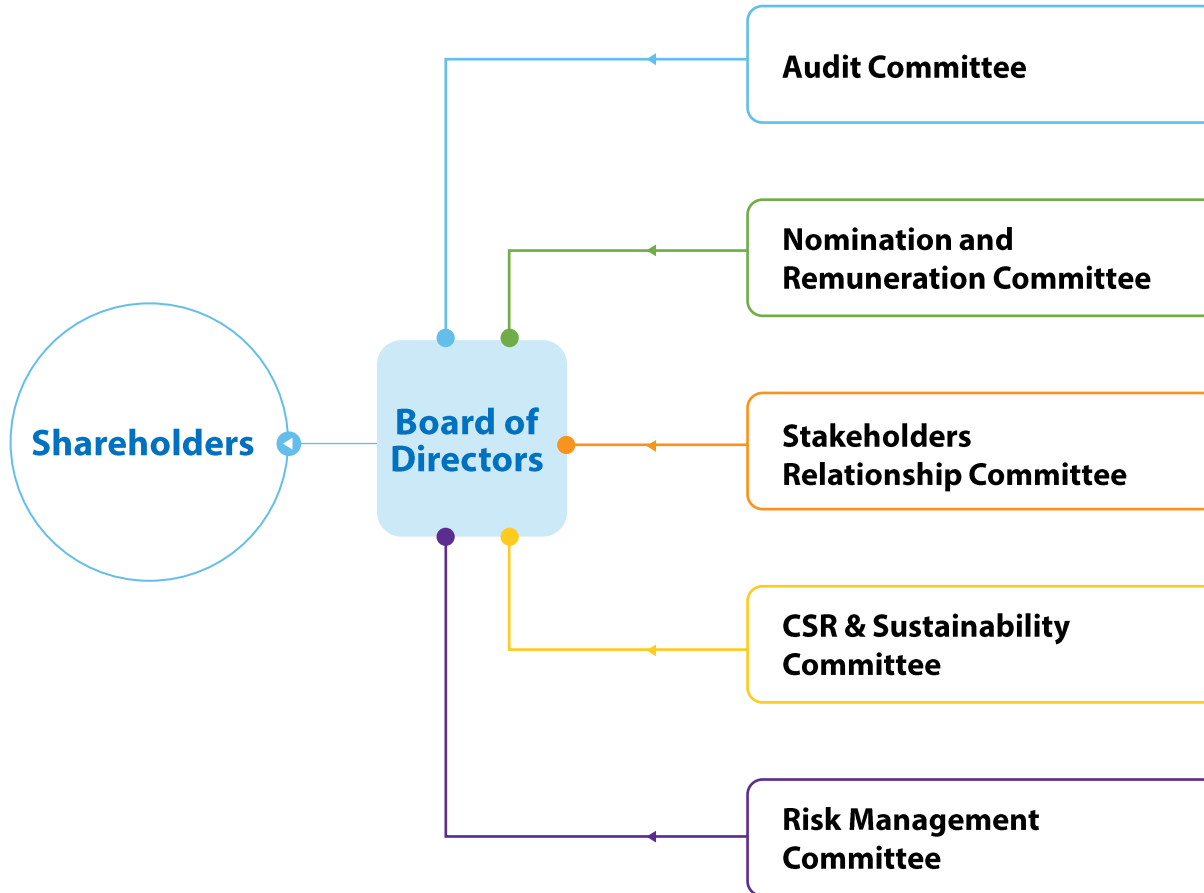 Audit Committee
Nomination and
Remuneration Committee
Shareholders
Board of
Directors
Stakeholders
Relationship Committee
CSR & Sustainability
Committee
Risk Management
Committee